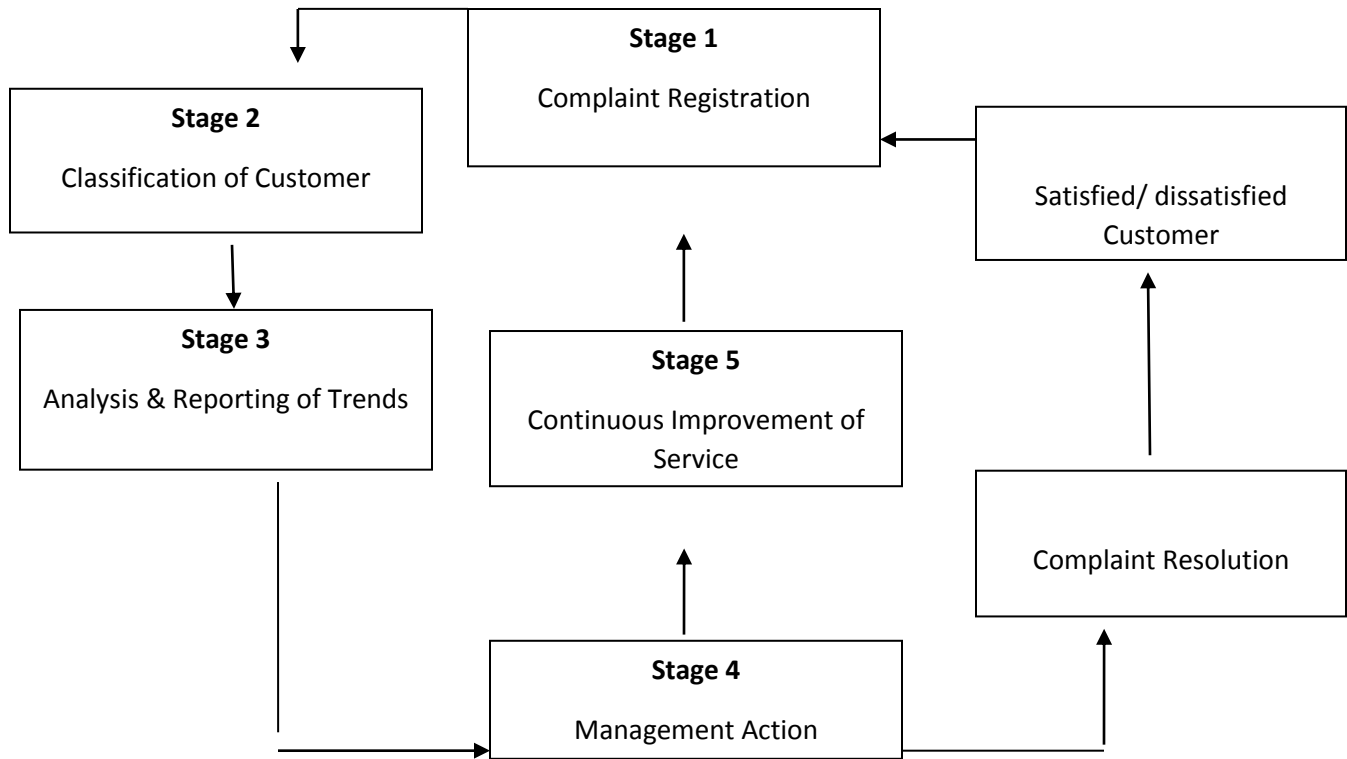 Stage 1
Complaint Registration
Stage 2
Classification of Customer
Satisfied/ dissatisfied
Customer
Stage 3
Analysis & Reporting of Trends
Stage 5
Continuous Improvement of
Service
Complaint Resolution
Stage 4
Management Action